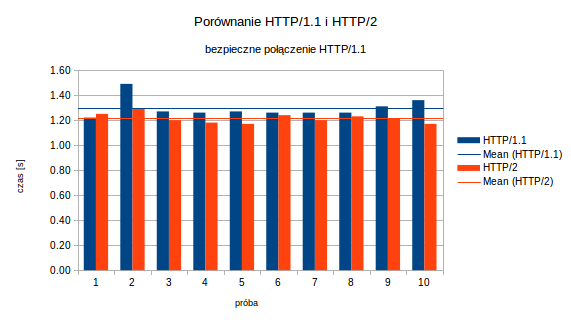 Porównanie HTTP/1.1 i HTTP/2
bezpieczne połączenie HTTP/1.1
1.60
1.40
1.20
1.00
0.80
0.60
0.40
0.20
0.00
czas [s]
1 2 3 4 5 6 7 8 9 10
próba
HTTP/1.1
Mean (HTTP/1.1)
HTTP/2
Mean (HTTP/2)